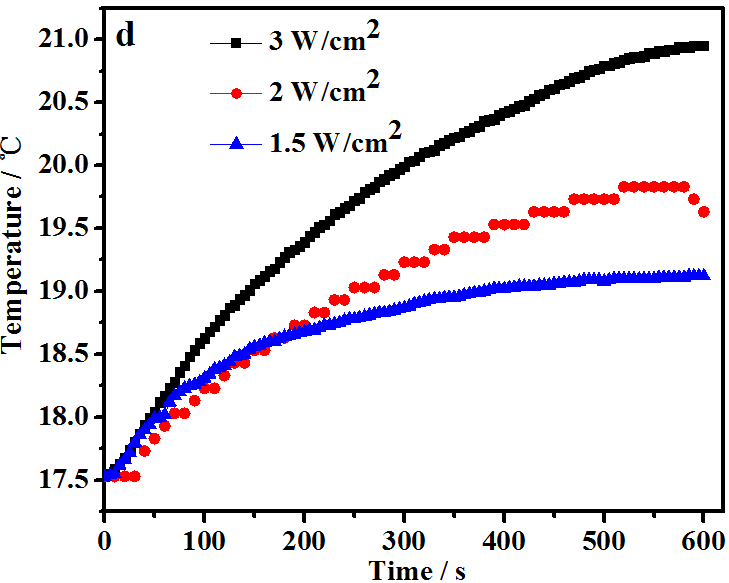 d
3 W/cm²
2 W/cm²
1.5 W/cm²
Temperature / ℃
21.0
20.5
20.0
19.5
19.0
18.5
18.0
17.5
0 100 200 300 400 500 600
Time / s